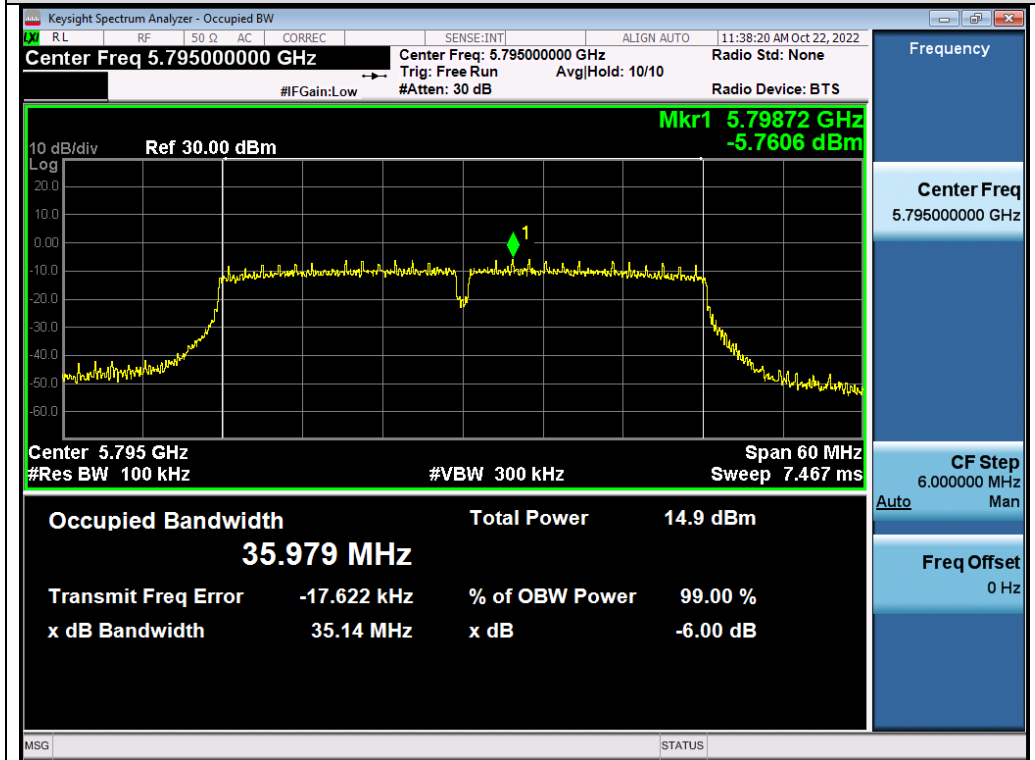 Keysight Spectrum Analyzer - Occupied BW
LXI RL RF 50 Ω AC CORREC SENSE:INT ALIGN AUTO 11:38:20 AM Oct 22, 2022
Center Freq 5.795000000 GHz
Center Freq: 5.795000000 GHz Radio Std: None
Trig: Free Run Avg|Hold: 10/10
#IFGain:Low #Atten: 30 dB Radio Device: BTS
Mkr1 5.79872 GHz
-5.7606 dBm
10 dB/div Ref 30.00 dBm
Log
20.0
10.0
0.00
1
-10.0
-20.0
-30.0
-40.0
-50.0
-60.0
Center 5.795 GHz Span 60 MHz
#Res BW 100 kHz #VBW 300 kHz Sweep 7.467 ms
Occupied Bandwidth Total Power 14.9 dBm
35.979 MHz
Transmit Freq Error -17.622 kHz % of OBW Power 99.00 %
x dB Bandwidth 35.14 MHz x dB -6.00 dB
MSG STATUS
Frequency
Center Freq
5.795000000 GHz
CF Step
6.000000 MHz
Auto Man
Freq Offset
0 Hz